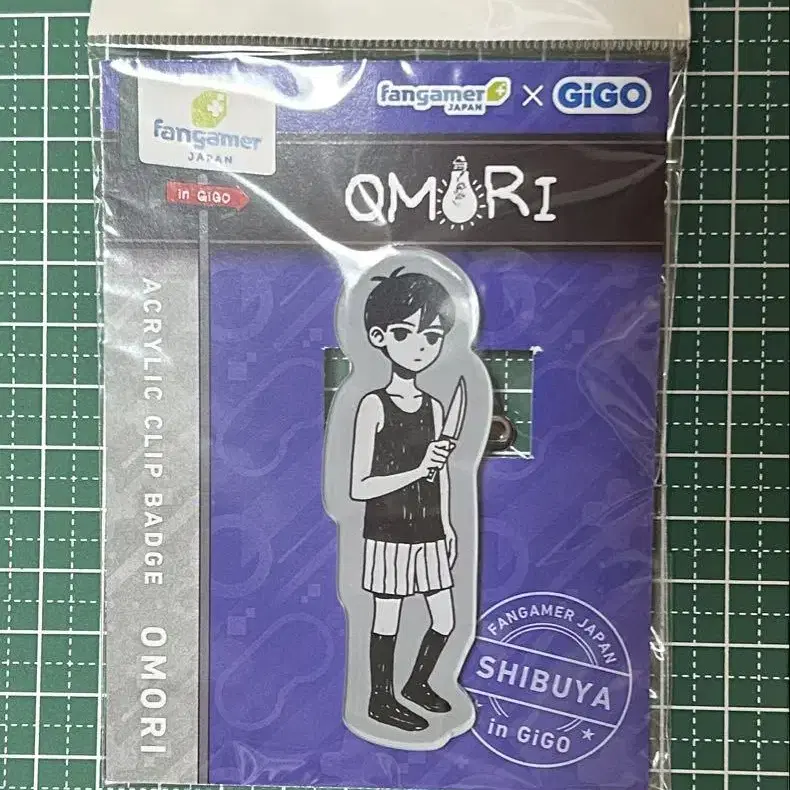 fangamer JAPAN × GiGO
fangamer
JAPAN
in GiGO
OMORI
ACRYLIC CLIP BADGE OMORI
FANGAMER JAPAN
SHIBUYA
in GiGO